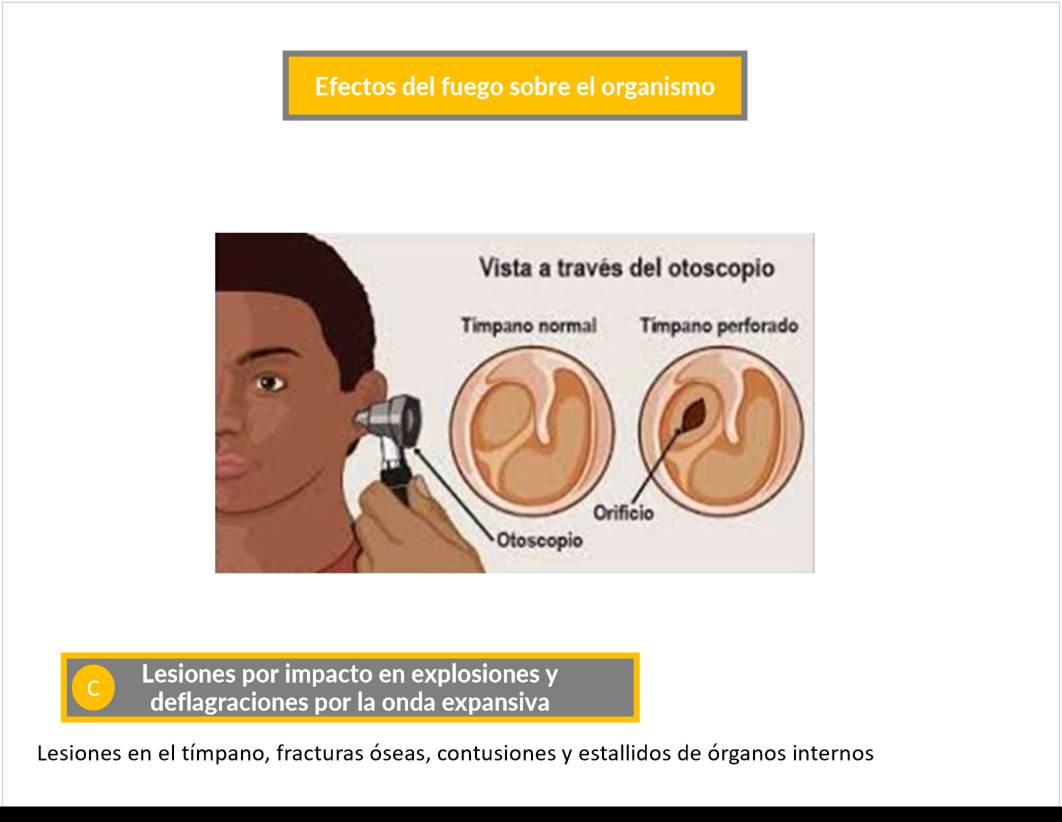 Efectos del fuego sobre el organismo
Vista a través del otoscopio
Tímpano normal
Tímpano perforado
Orificio
Otoscopio
C
Lesiones por impacto en explosiones y
deflagraciones por la onda expansiva
Lesiones en el tímpano, fracturas óseas, contusiones y estallidos de órganos internos